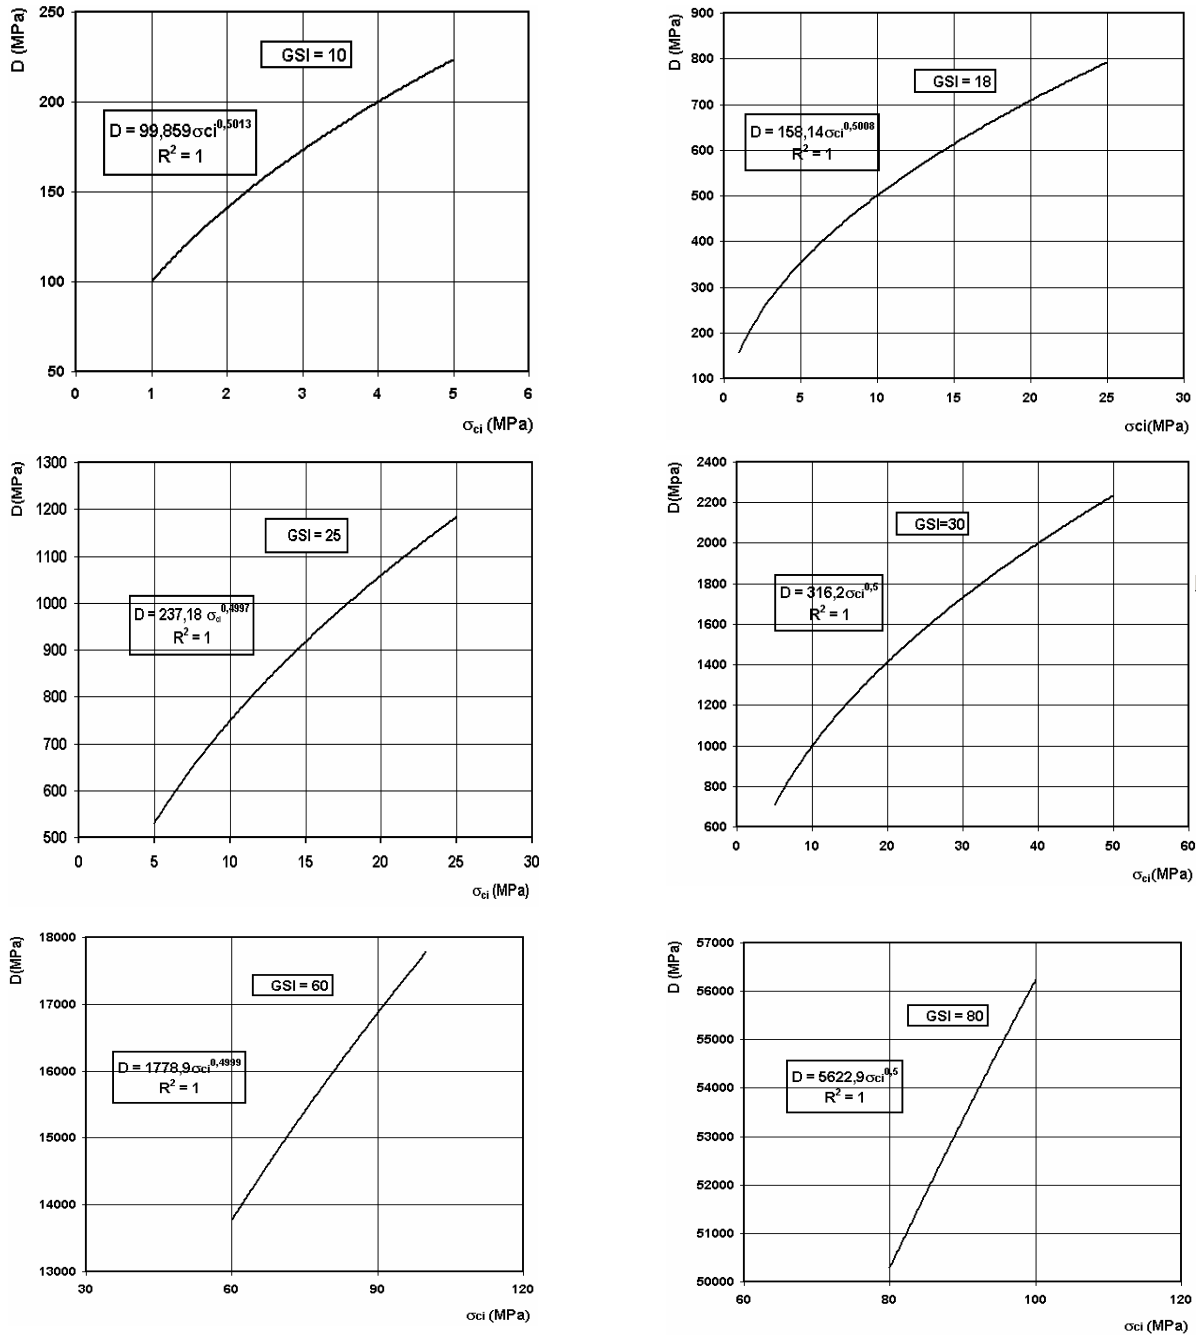 D (MPa)
250
200
150
100
50
GSI = 10
D = 99,859σci^0,5013
R² = 1
0 1 2 3 4 5 6
σci (MPa)
D (MPa)
900
800
700
600
500
400
300
200
100
GSI = 18
D = 158,14σci^0,5008
R² = 1
0 5 10 15 20 25 30
σci(MPa)
D(MPa)
1300
1200
1100
1000
900
800
700
600
500
GSI = 25
D = 237,18 σci^0,4997
R² = 1
0 5 10 15 20 25 30
σci (MPa)
D(Mpa)
2400
2200
2000
1800
1600
1400
1200
1000
800
600
GSI=30
D = 316,2σci^0,5
R² = 1
0 10 20 30 40 50 60
σci(MPa)
D(MPa)
18000
17000
16000
15000
14000
13000
GSI = 60
D = 1778,9σci^0,4999
R² = 1
30 60 90 120
σci (MPa)
D (MPa)
57000
56000
55000
54000
53000
52000
51000
50000
GSI = 80
D = 5622,9σci^0,5
R² = 1
60 80 100 120
σci (MPa)